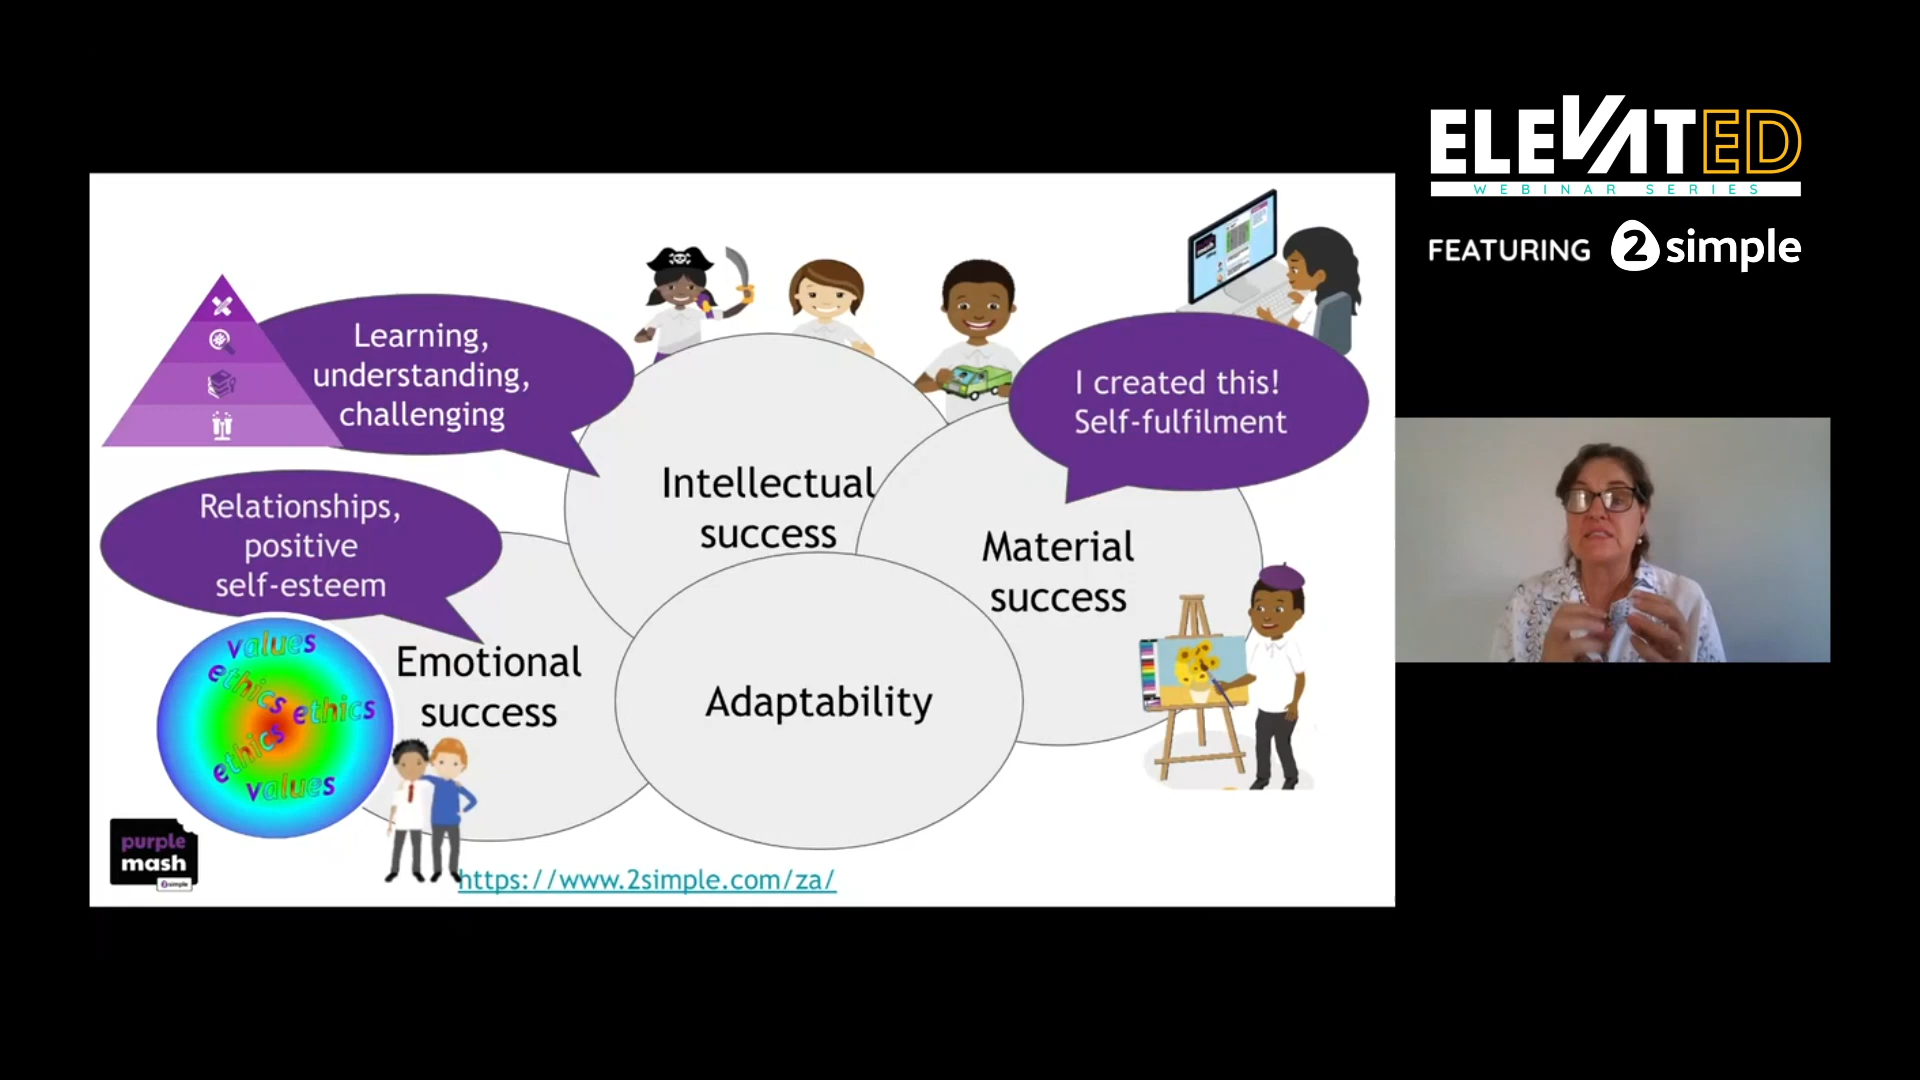 ELEVATED
WEBINAR SERIES
FEATURING 2simple
Learning,
understanding,
challenging
I created this!
Self-fulfilment
Intellectual
success
Relationships,
positive
self-esteem
Material
success
values
ethics
ethics
ethics
values
Emotional
success
Adaptability
purple
mash
2simple
https://www.2simple.com/za/